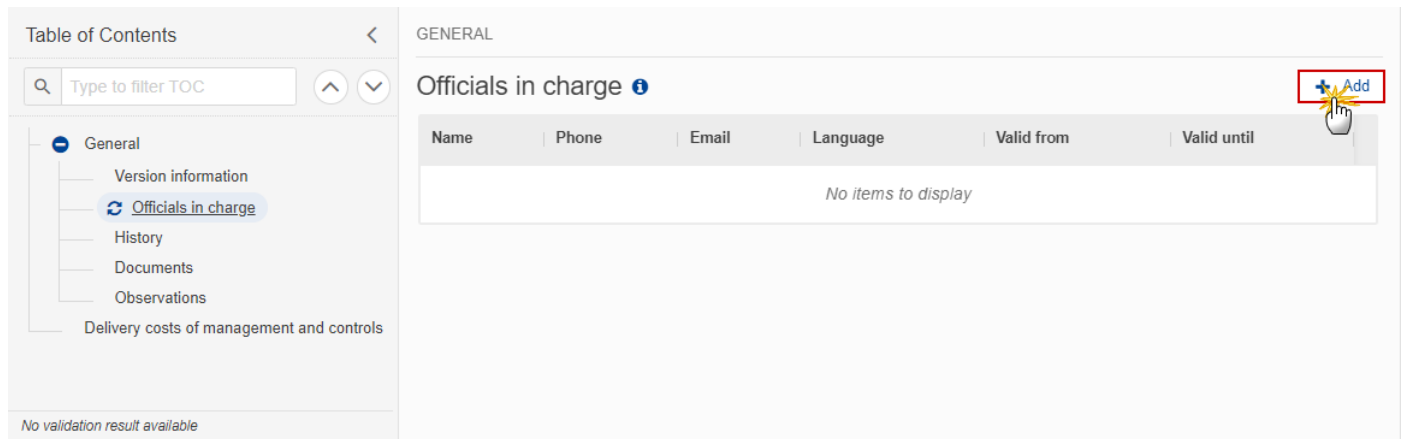 Table of Contents
Type to filter TOC
General
Version information
Officials in charge
History
Documents
Observations
Delivery costs of management and controls
No validation result available
GENERAL
Officials in charge
Add
Name Phone Email Language Valid from Valid until
No items to display